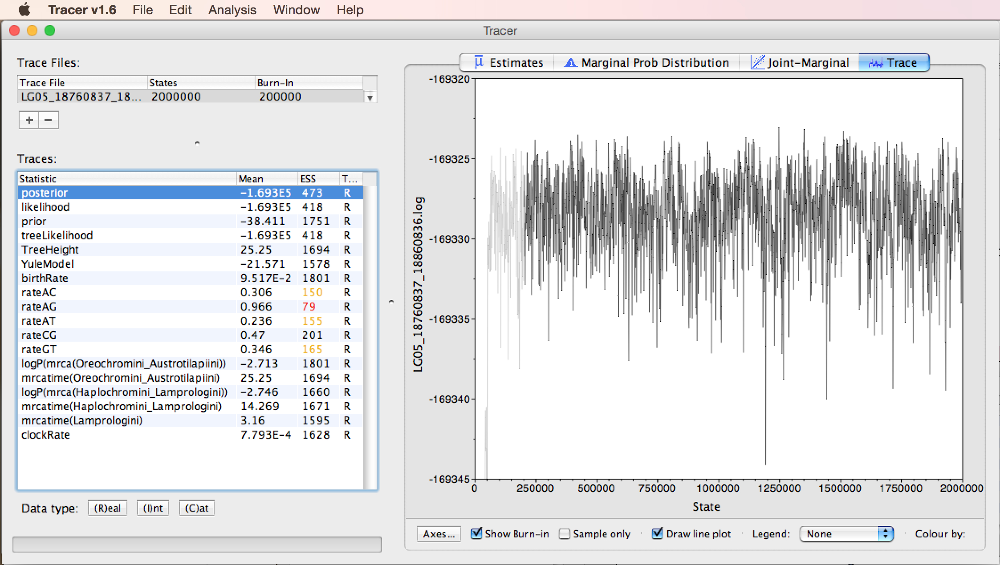 Tracer v1.6 File Edit Analysis Window Help
Tracer
Trace Files:
Trace File States Burn-In
LG05_18760837_18... 2000000 200000
+ −
Traces:
Statistic Mean ESS T...
posterior -1.693E5 473 R
likelihood -1.693E5 418 R
prior -38.411 1751 R
treeLikelihood -1.693E5 418 R
TreeHeight 25.25 1694 R
YuleModel -21.571 1578 R
birthRate 9.517E-2 1801 R
rateAC 0.306 150 R
rateAG 0.966 79 R
rateAT 0.236 155 R
rateCG 0.47 201 R
rateGT 0.346 165 R
logP(mrca(Oreochromini_Austrotilapiini)) -2.713 1801 R
mrcatime(Oreochromini_Austrotilapiini) 25.25 1694 R
logP(mrca(Haplochromini_Lamprologini)) -2.746 1660 R
mrcatime(Haplochromini_Lamprologini) 14.269 1671 R
mrcatime(Lamprologini) 3.16 1595 R
clockRate 7.793E-4 1628 R
Data type: (R)eal (I)nt (C)at
Estimates Marginal Prob Distribution Joint-Marginal Trace
-169320
-169325
-169330
-169335
-169340
-169345
LG05_18760837_18860836.log
0 250000 500000 750000 1000000 1250000 1500000 1750000 2000000
State
Axes... Show Burn-in Sample only Draw line plot Legend: None Colour by: